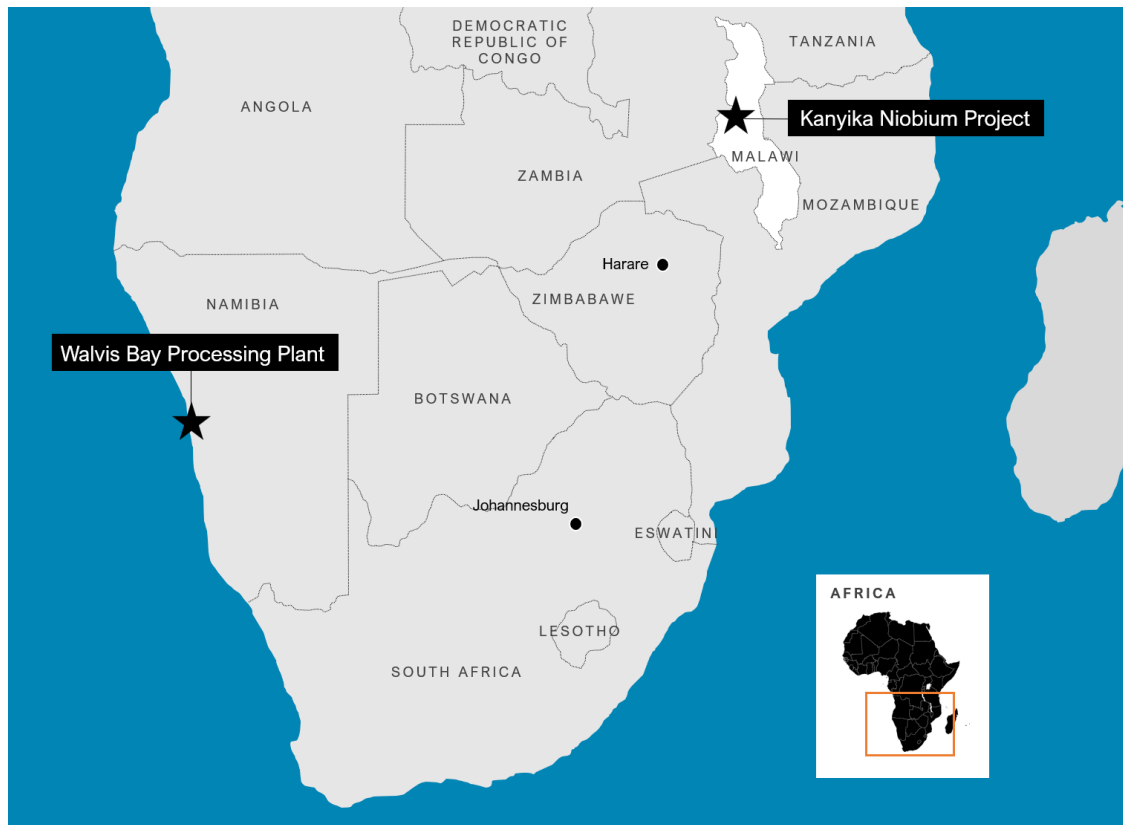 DEMOCRATIC
REPUBLIC OF
CONGO
TANZANIA
ANGOLA
Kanyika Niobium Project
MALAWI
ZAMBIA
MOZAMBIQUE
Harare
NAMIBIA
ZIMBABAWE
Walvis Bay Processing Plant
BOTSWANA
Johannesburg
ESWATINI
AFRICA
LESOTHO
SOUTH AFRICA